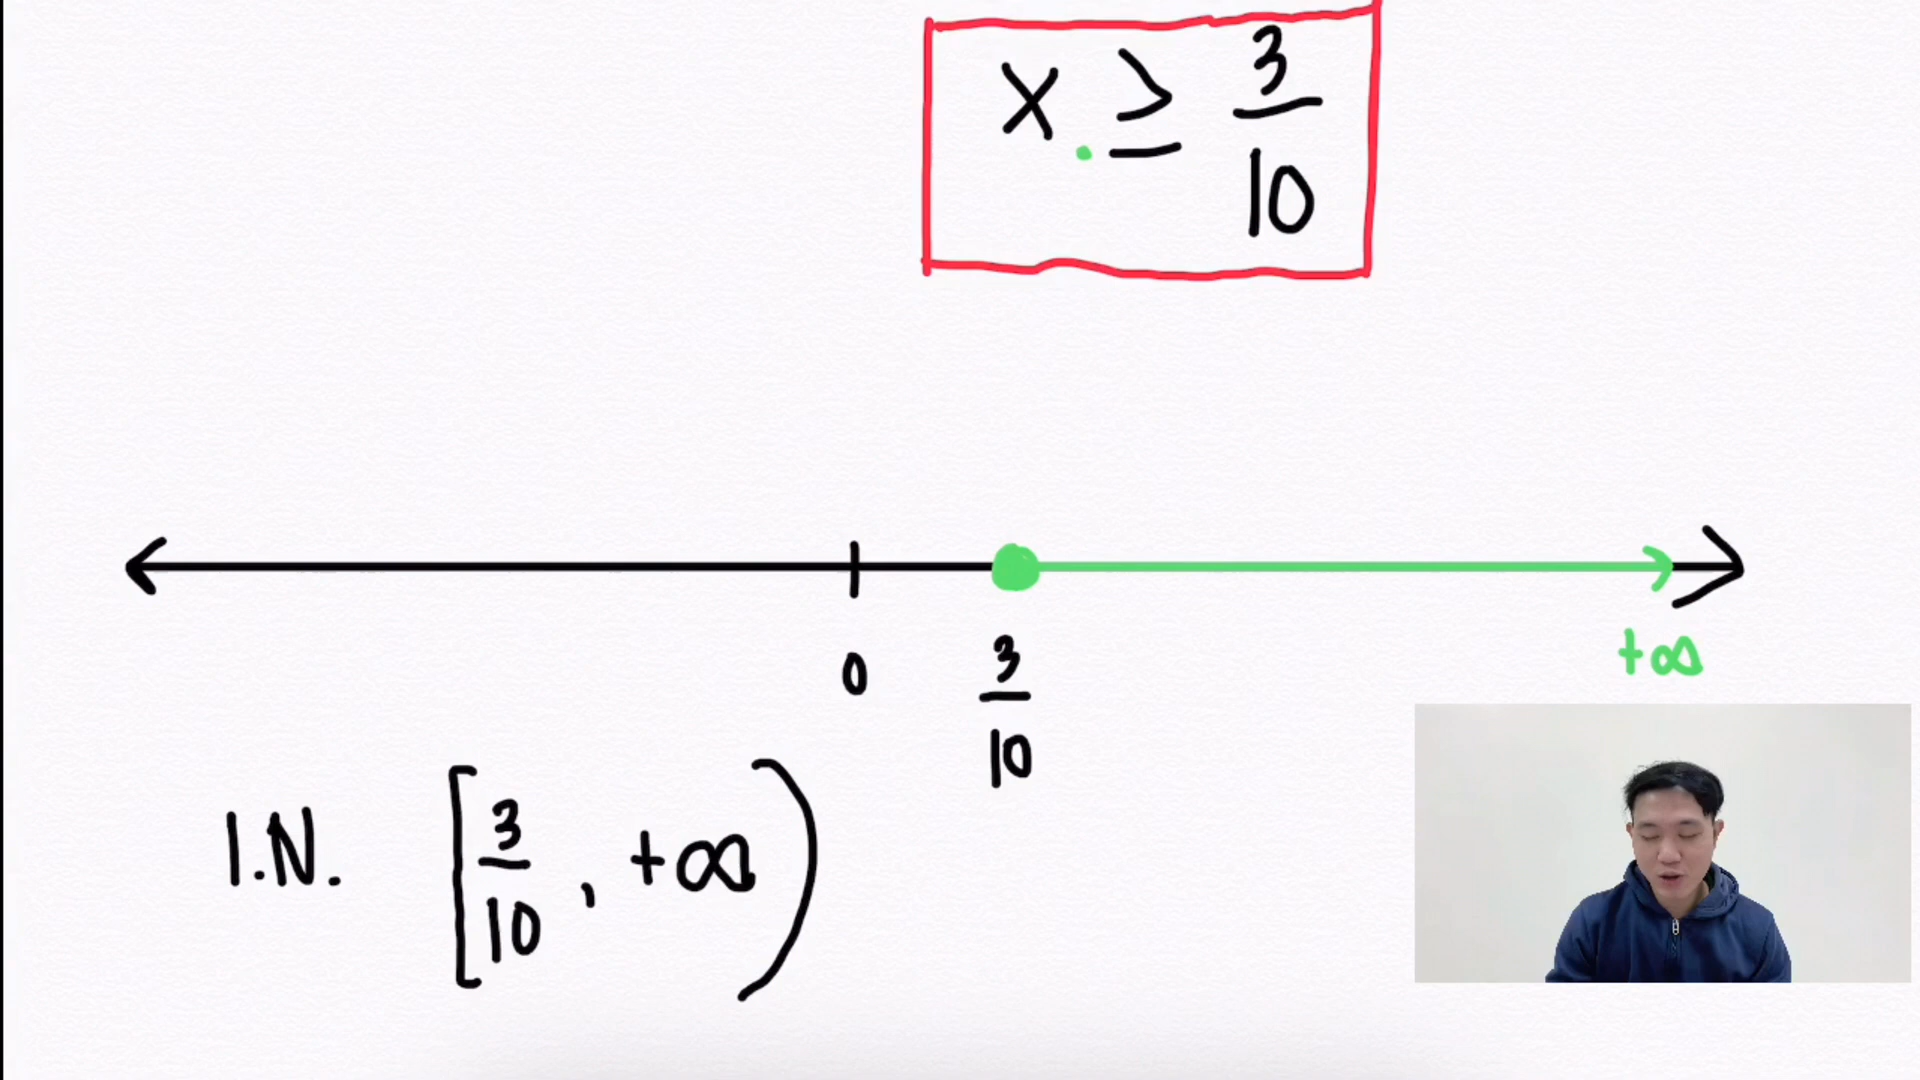 x ≥ 3/10
0 3/10 +∞
I.N. [3/10, +∞)